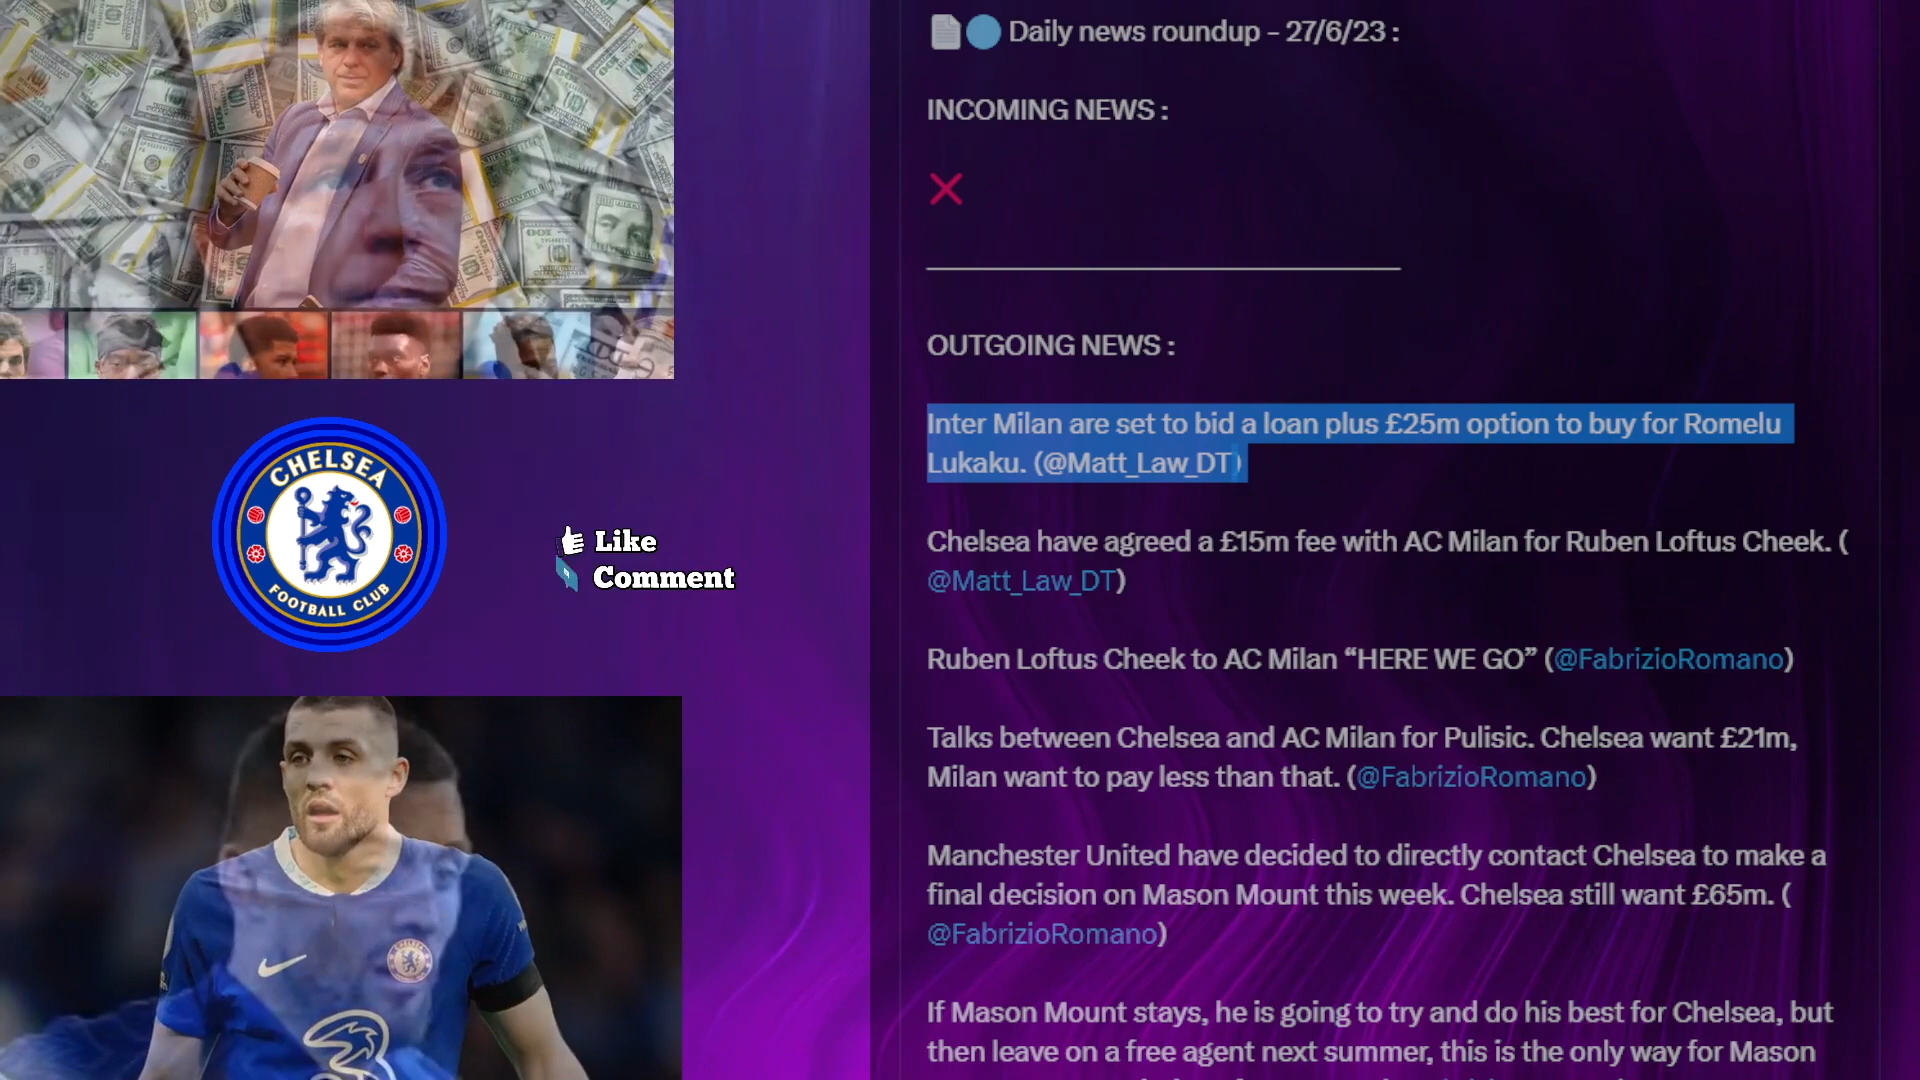 Daily news roundup - 27/6/23 :
INCOMING NEWS :
OUTGOING NEWS :
Inter Milan are set to bid a loan plus £25m option to buy for Romelu
Lukaku. (@Matt_Law_DT)
Chelsea have agreed a £15m fee with AC Milan for Ruben Loftus Cheek. (
@Matt_Law_DT)
Ruben Loftus Cheek to AC Milan “HERE WE GO” (@FabrizioRomano)
Talks between Chelsea and AC Milan for Pulisic. Chelsea want £21m,
Milan want to pay less than that. (@FabrizioRomano)
Manchester United have decided to directly contact Chelsea to make a
final decision on Mason Mount this week. Chelsea still want £65m. (
@FabrizioRomano)
If Mason Mount stays, he is going to try and do his best for Chelsea, but
then leave on a free agent next summer, this is the only way for Mason
CHELSEA
FOOTBALL CLUB
Like
Comment